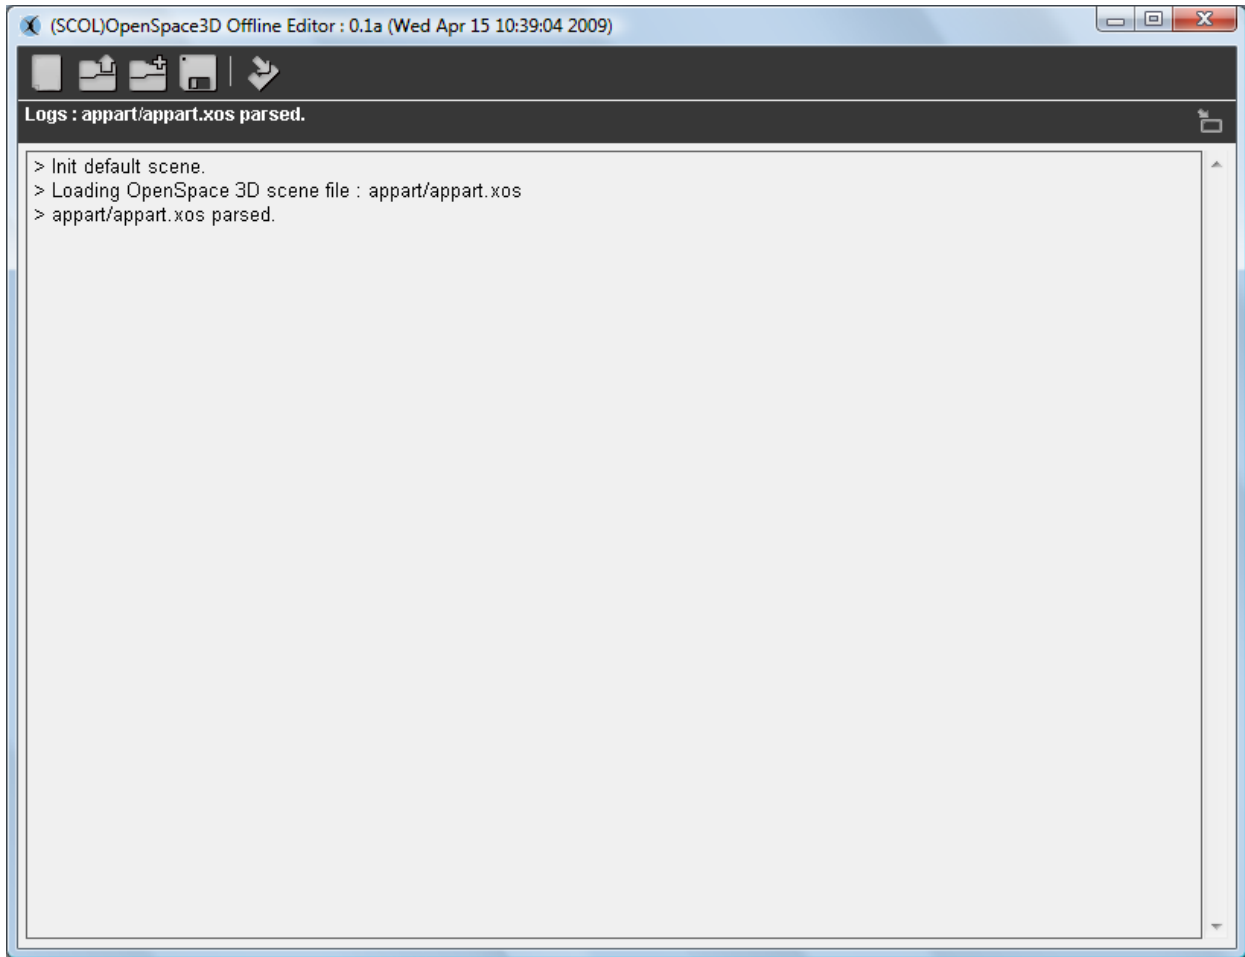 (SCOL)OpenSpace3D Offline Editor : 0.1a (Wed Apr 15 10:39:04 2009)
Logs : appart/appart.xos parsed.
> Init default scene.
> Loading OpenSpace 3D scene file : appart/appart.xos
> appart/appart.xos parsed.